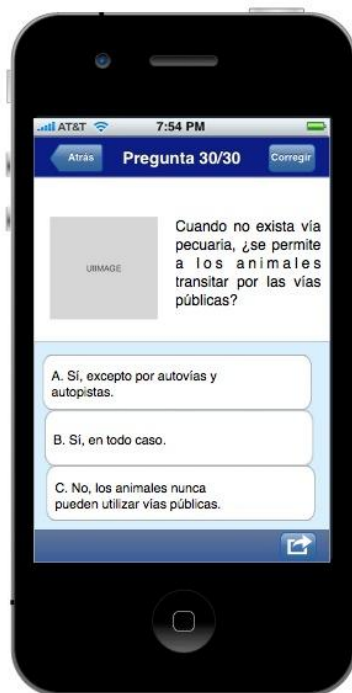 AT&T 7:54 PM
Atrás Pregunta 30/30 Corregir
UIIMAGE
Cuando no exista vía
pecuaria, ¿se permite
a los animales
transitar por las vías
públicas?
A. Sí, excepto por autovías y
autopistas.
B. Sí, en todo caso.
C. No, los animales nunca
pueden utilizar vías públicas.